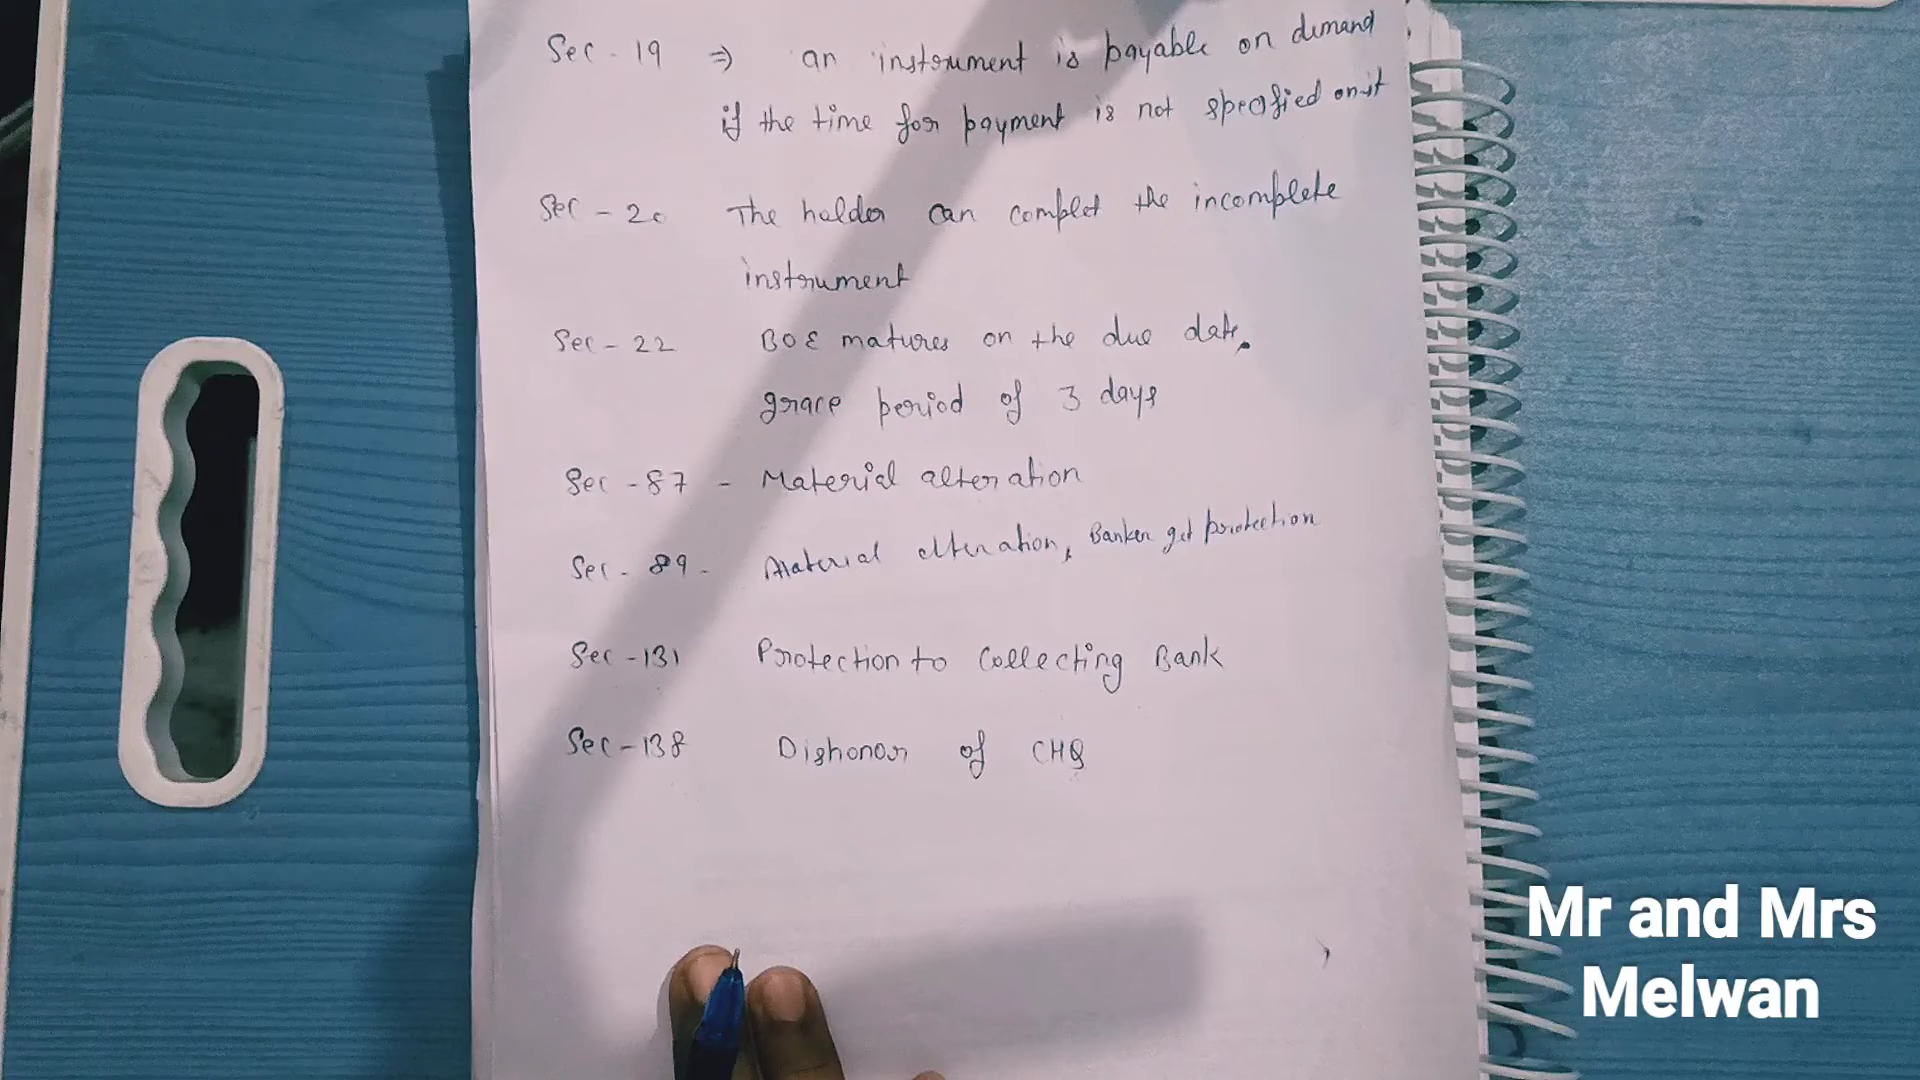 Sec - 19 ⇒ an instrument is payable on demand
if the time for payment is not specified on it
Sec - 20 The holder can complet the incomplete
instrument
Sec - 22 BOE matures on the due date,
grace period of 3 days
Sec - 87 - Material alteration
Sec - 89 - Material alteration, Banker get protection
Sec - 131 Protection to Collecting Bank
Sec - 138 Dishonor of CHQ
Mr and Mrs
Melwan